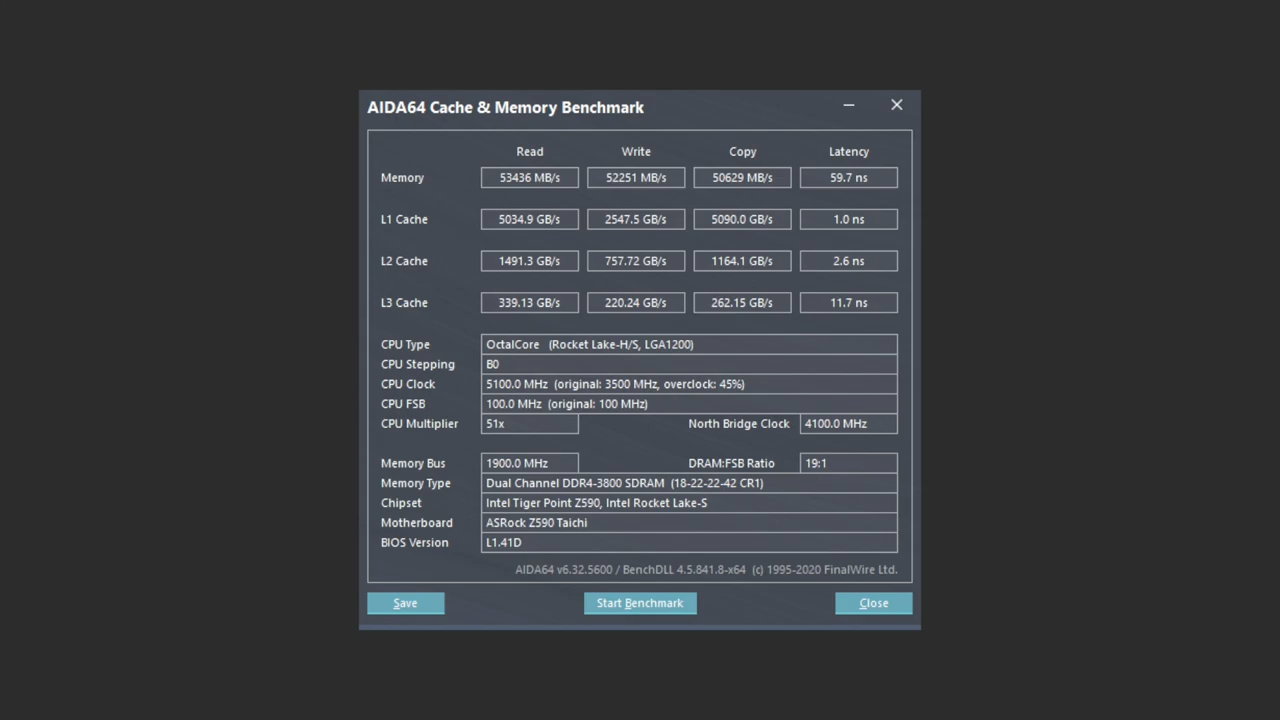 AIDA64 Cache & Memory Benchmark
Read Write Copy Latency
Memory 53436 MB/s 52251 MB/s 50629 MB/s 59.7 ns
L1 Cache 5034.9 GB/s 2547.5 GB/s 5090.0 GB/s 1.0 ns
L2 Cache 1491.3 GB/s 757.72 GB/s 1164.1 GB/s 2.6 ns
L3 Cache 339.13 GB/s 220.24 GB/s 262.15 GB/s 11.7 ns
CPU Type OctalCore (Rocket Lake-H/S, LGA1200)
CPU Stepping B0
CPU Clock 5100.0 MHz (original: 3500 MHz, overclock: 45%)
CPU FSB 100.0 MHz (original: 100 MHz)
CPU Multiplier 51x North Bridge Clock 4100.0 MHz
Memory Bus 1900.0 MHz DRAM:FSB Ratio 19:1
Memory Type Dual Channel DDR4-3800 SDRAM (18-22-22-42 CR1)
Chipset Intel Tiger Point Z590, Intel Rocket Lake-S
Motherboard ASRock Z590 Taichi
BIOS Version L1.41D
AIDA64 v6.32.5600 / BenchDLL 4.5.841.8-x64 (c) 1995-2020 FinalWire Ltd.
Save Start Benchmark Close